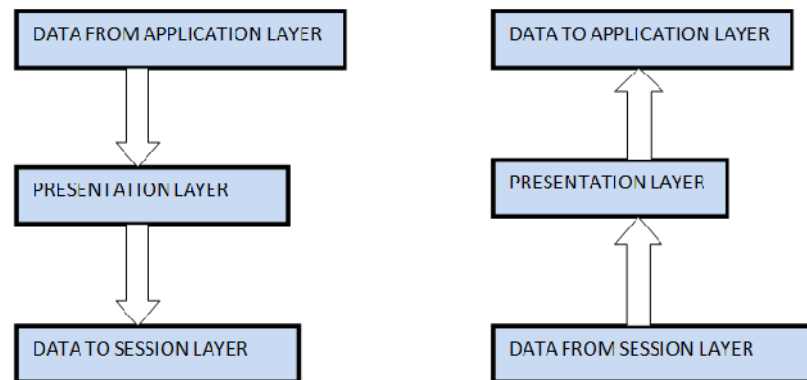 DATA FROM APPLICATION LAYER
DATA TO APPLICATION LAYER
PRESENTATION LAYER
PRESENTATION LAYER
DATA TO SESSION LAYER
DATA FROM SESSION LAYER